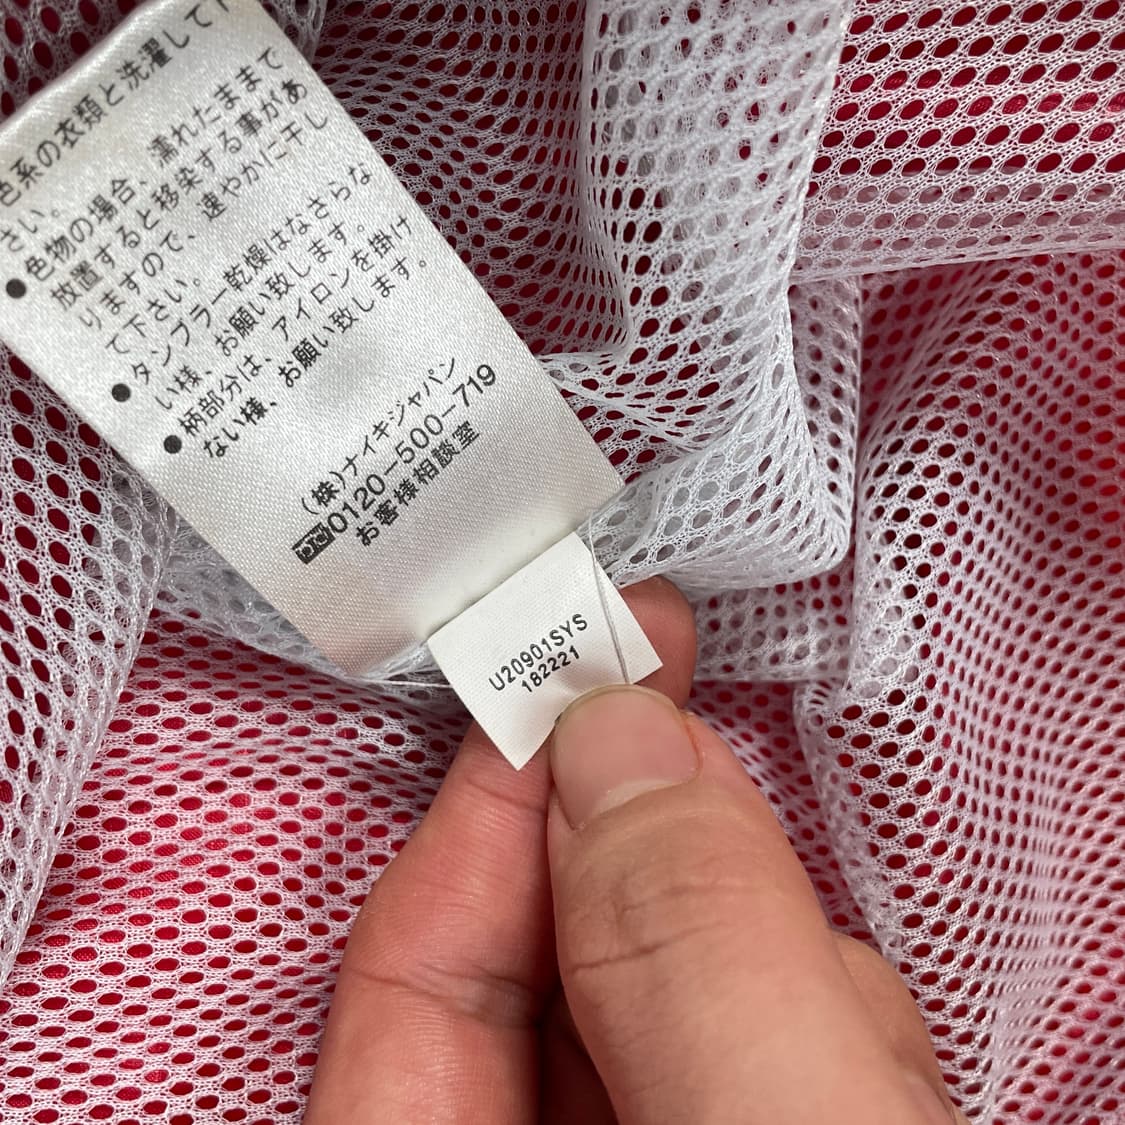 色系の衣類と洗濯して下
さい。
●色物の場合、濡れたままで
放置すると移染する事があ
りますので、速やかに干し
て下さい。
●タンブラー乾燥はなさらな
い様、お願い致します。
●柄部分は、アイロンを掛け
ない様、お願い致します。
(株)ナイキジャパン
0120-500-719
お客様相談室
U20901SYS
182221